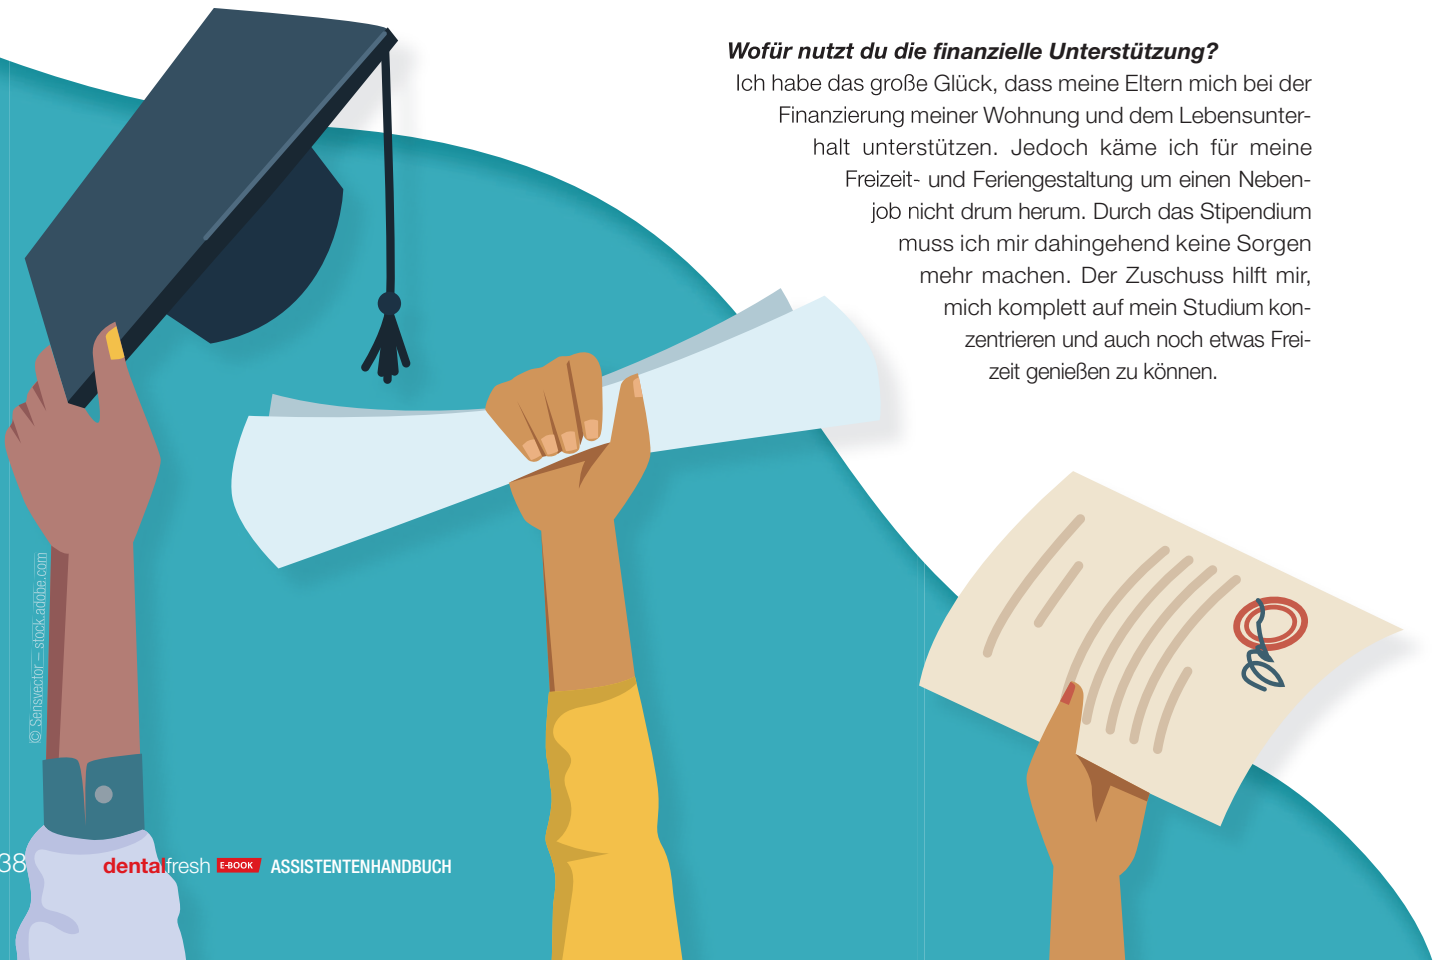 Wofür nutzt du die finanzielle Unterstützung?
Ich habe das große Glück, dass meine Eltern mich bei der
Finanzierung meiner Wohnung und dem Lebensunter-
halt unterstützen. Jedoch käme ich für meine
Freizeit- und Feriengestaltung um einen Neben-
job nicht drum herum. Durch das Stipendium
muss ich mir dahingehend keine Sorgen
mehr machen. Der Zuschuss hilft mir,
mich komplett auf mein Studium kon-
zentrieren und auch noch etwas Frei-
zeit genießen zu können.
© Sensvector – stock.adobe.com
38 dentalfresh E-BOOK ASSISTENTENHANDBUCH